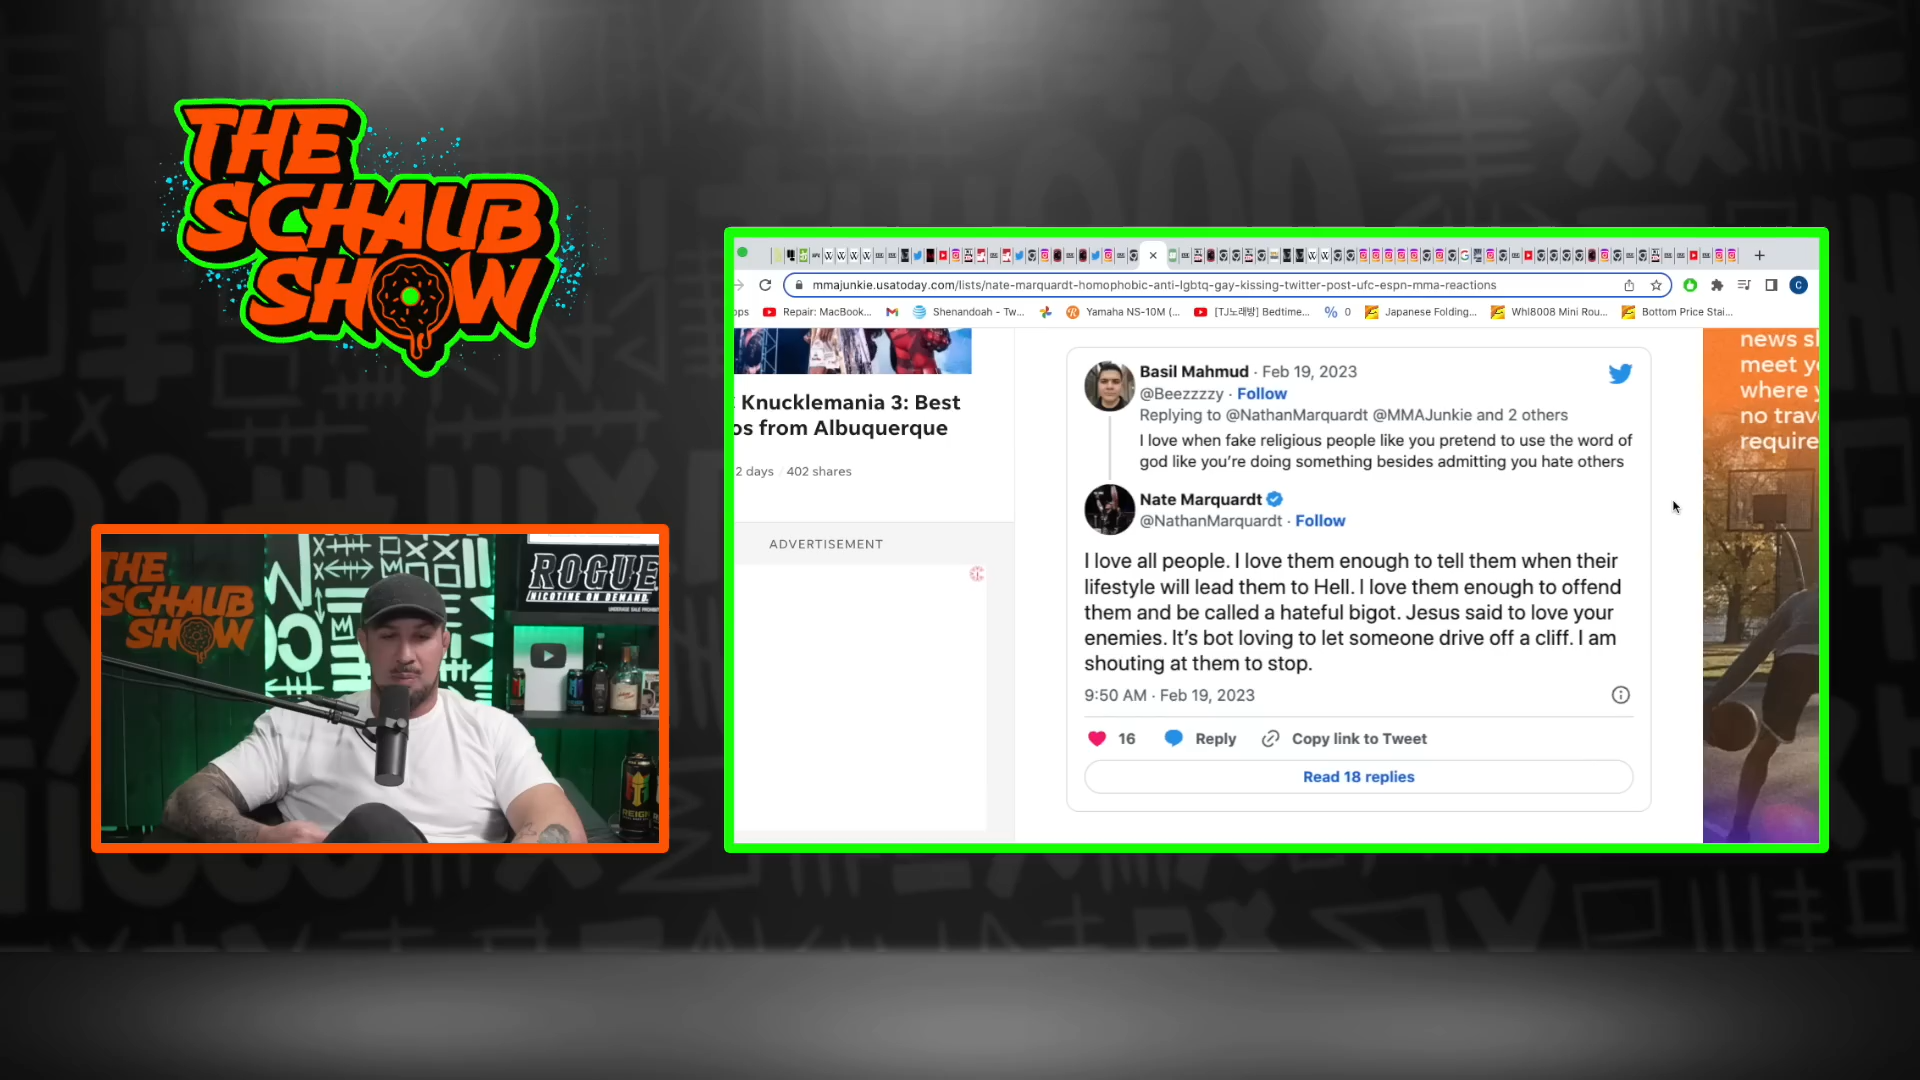 THE
SCHAUB
SHOW
mmajunkie.usatoday.com/lists/nate-marquardt-homophobic-anti-lgbtq-gay-kissing-twitter-post-ufc-espn-mma-reactions
Repair: MacBook...
Shenandoah - Tw...
Yamaha NS-10M (...
[TJ노래방] Bedtime...
0
Japanese Folding...
Whl8008 Mini Rou...
Bottom Price Stai...
C
Knucklemania 3: Best
os from Albuquerque
2 days / 402 shares
ADVERTISEMENT
Basil Mahmud · Feb 19, 2023
@Beezzzzy · Follow
Replying to @NathanMarquardt @MMAJunkie and 2 others
I love when fake religious people like you pretend to use the word of
god like you're doing something besides admitting you hate others
Nate Marquardt
@NathanMarquardt · Follow
I love all people. I love them enough to tell them when their
lifestyle will lead them to Hell. I love them enough to offend
them and be called a hateful bigot. Jesus said to love your
enemies. It's bot loving to let someone drive off a cliff. I am
shouting at them to stop.
9:50 AM · Feb 19, 2023
16 Reply Copy link to Tweet
Read 18 replies
news s
meet y
where
no trav
require
THE
SCHAUB
SHOW
ROGUE
NICOTINE ON DEMAND.
REIGN